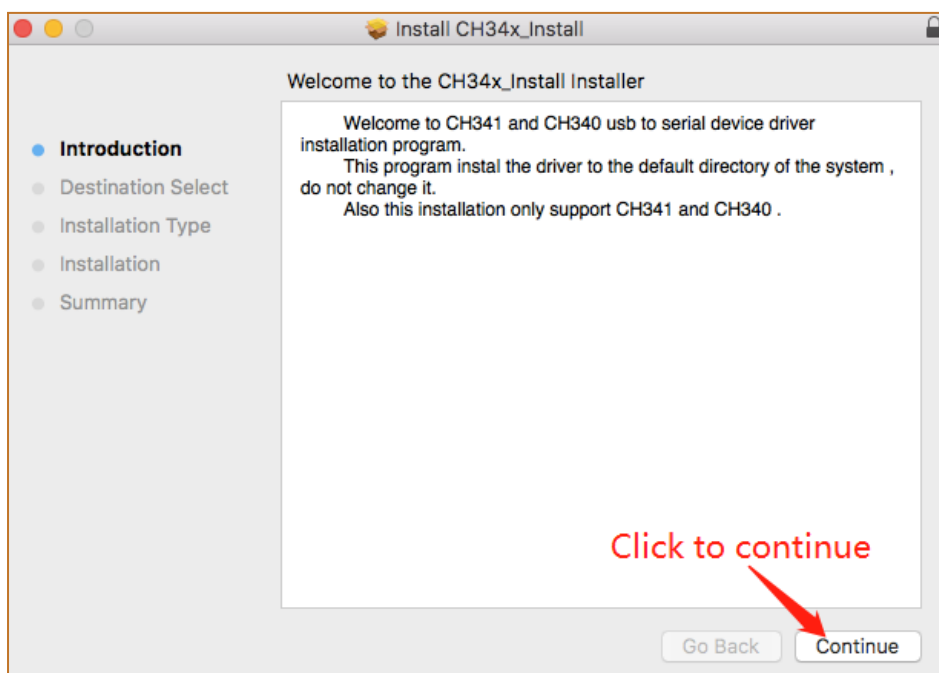 Install CH34x_Install
Welcome to the CH34x_Install Installer
Introduction
Destination Select
Installation Type
Installation
Summary
Welcome to CH341 and CH340 usb to serial device driver
installation program.
This program instal the driver to the default directory of the system ,
do not change it.
Also this installation only support CH341 and CH340 .
Click to continue
Go Back
Continue